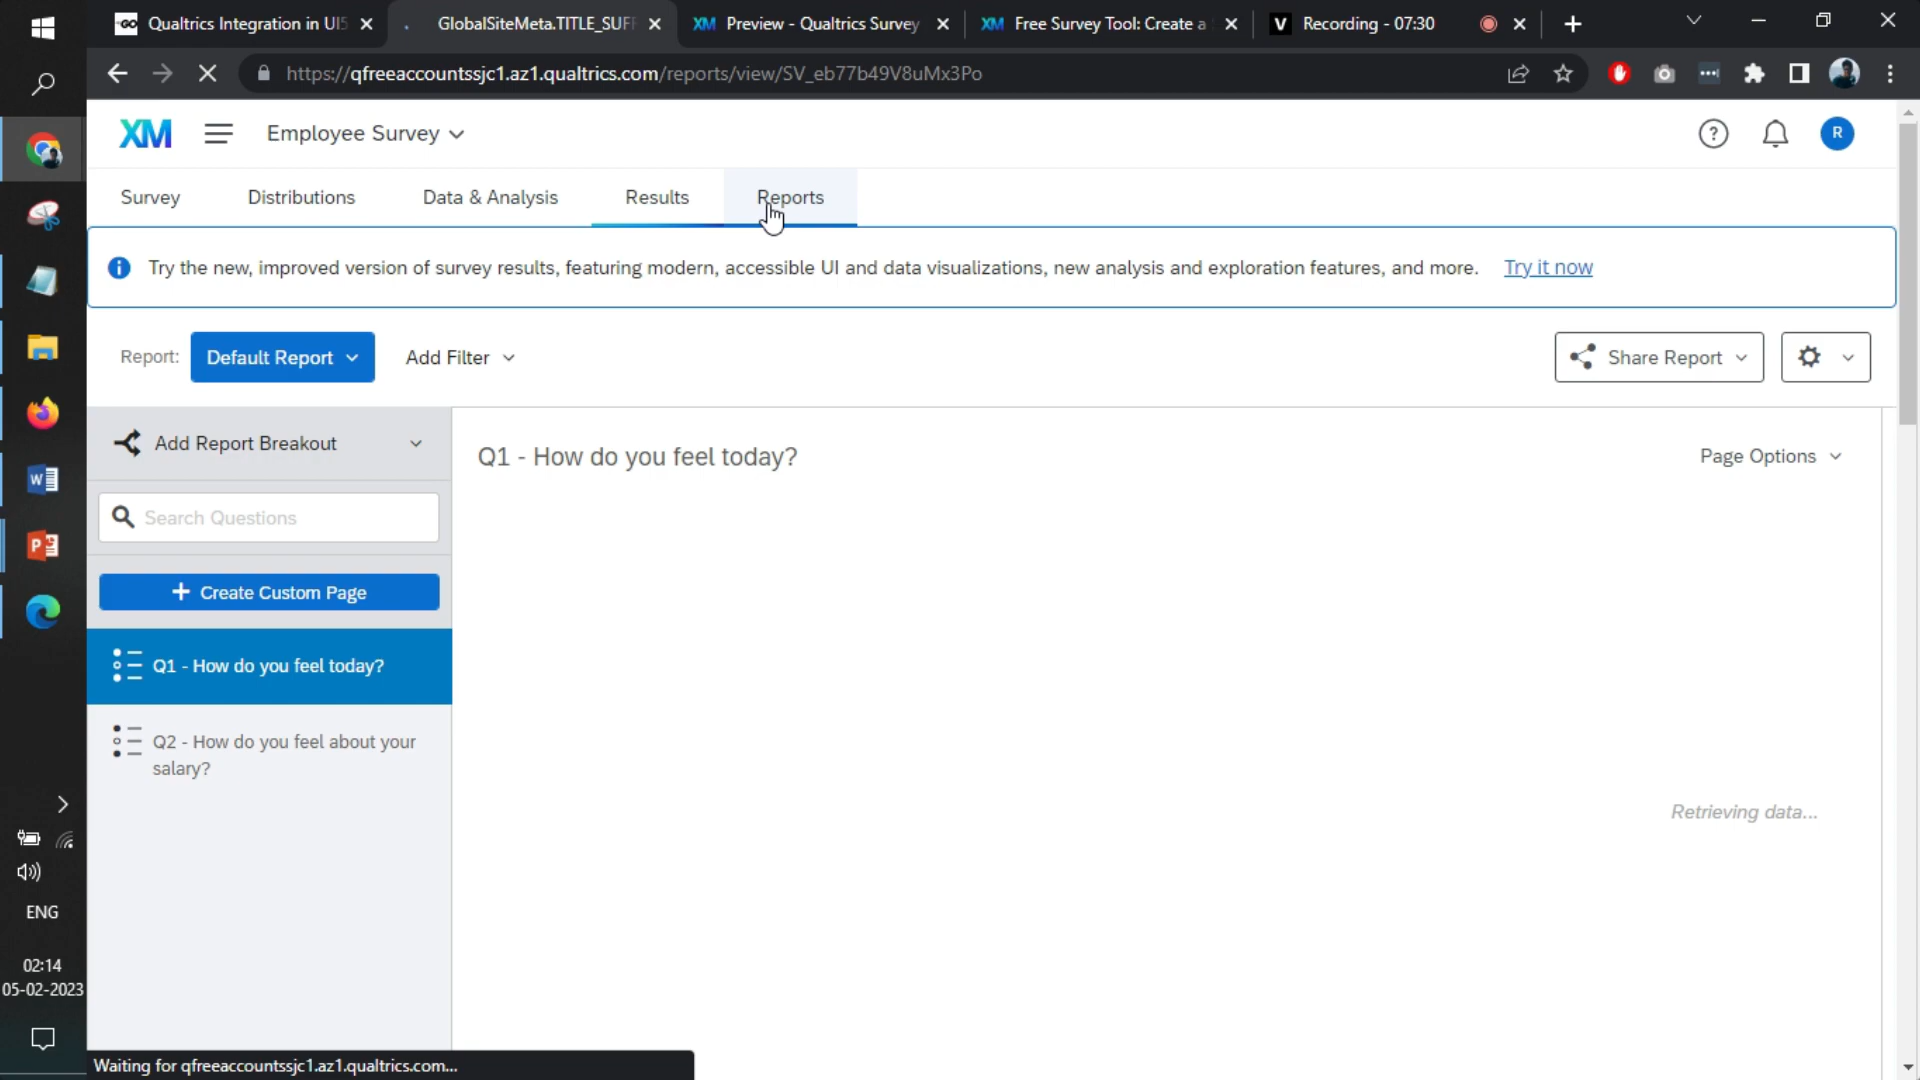 Qualtrics Integration in UI5
GlobalSiteMeta.TITLE_SUFF
Preview - Qualtrics Survey
Free Survey Tool: Create a S
Recording - 07:30
https://qfreeaccountssjc1.az1.qualtrics.com/reports/view/SV_eb77b49V8uMx3Po
XM
Employee Survey
R
Survey
Distributions
Data & Analysis
Results
Reports
Try the new, improved version of survey results, featuring modern, accessible UI and data visualizations, new analysis and exploration features, and more. Try it now
Report:
Default Report
Add Filter
Share Report
Add Report Breakout
Q1 - How do you feel today?
Page Options
Search Questions
+ Create Custom Page
Q1 - How do you feel today?
Q2 - How do you feel about your
salary?
Retrieving data...
ENG
02:14
05-02-2023
Waiting for qfreeaccountssjc1.az1.qualtrics.com...